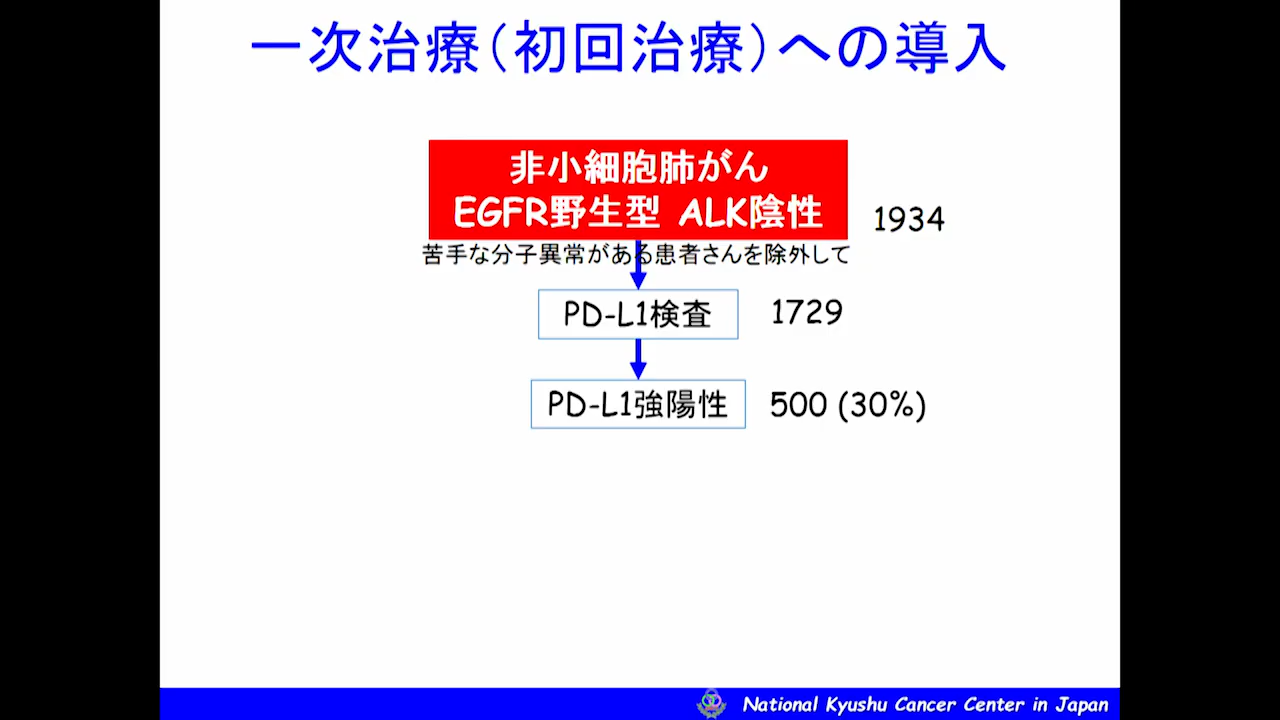 一次治療(初回治療)への導入
非小細胞肺がん
EGFR野生型 ALK陰性
1934
苦手な分子異常がある患者さんを除外して
PD-L1検査
1729
PD-L1強陽性
500 (30%)
National Kyushu Cancer Center in Japan